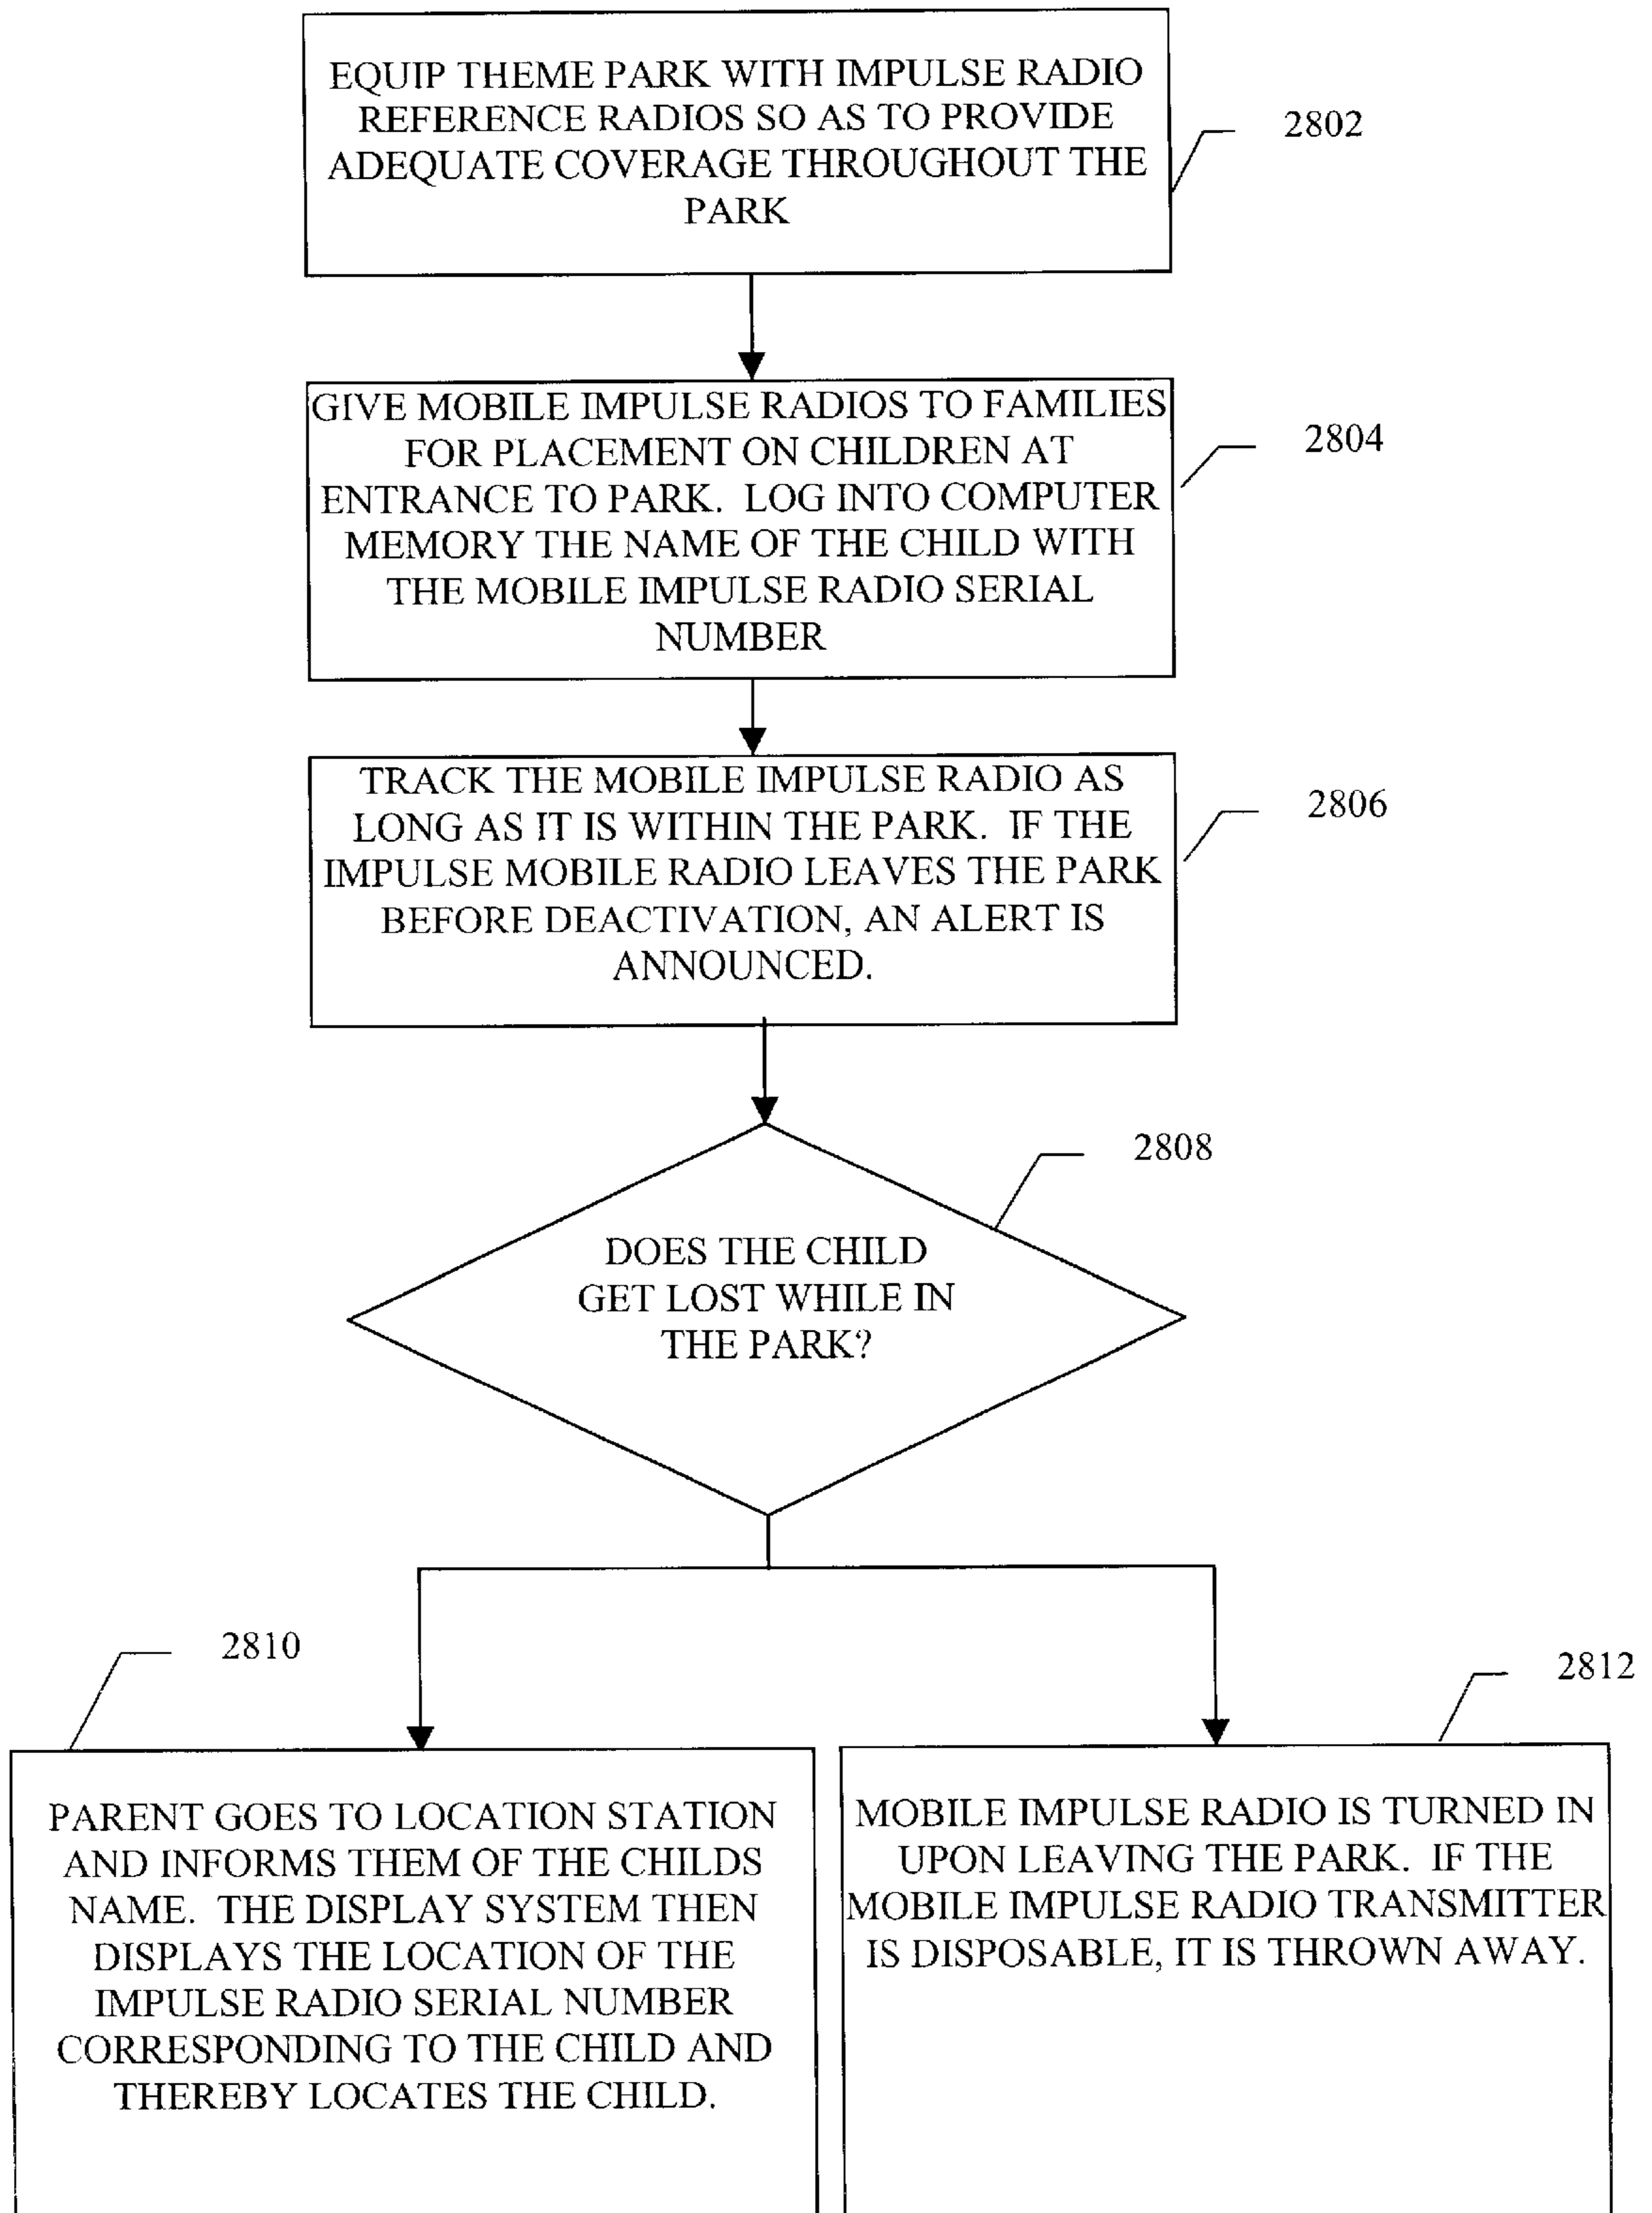 EQUIP THEME PARK WITH IMPULSE RADIO
REFERENCE RADIOS SO AS TO PROVIDE
ADEQUATE COVERAGE THROUGHOUT THE
PARK
2802
GIVE MOBILE IMPULSE RADIOS TO FAMILIES
FOR PLACEMENT ON CHILDREN AT
ENTRANCE TO PARK. LOG INTO COMPUTER
MEMORY THE NAME OF THE CHILD WITH
THE MOBILE IMPULSE RADIO SERIAL
NUMBER
2804
TRACK THE MOBILE IMPULSE RADIO AS
LONG AS IT IS WITHIN THE PARK. IF THE
IMPULSE MOBILE RADIO LEAVES THE PARK
BEFORE DEACTIVATION, AN ALERT IS
ANNOUNCED.
2806
2808
DOES THE CHILD
GET LOST WHILE IN
THE PARK?
2810
PARENT GOES TO LOCATION STATION
AND INFORMS THEM OF THE CHILDS
NAME. THE DISPLAY SYSTEM THEN
DISPLAYS THE LOCATION OF THE
IMPULSE RADIO SERIAL NUMBER
CORRESPONDING TO THE CHILD AND
THEREBY LOCATES THE CHILD.
2812
MOBILE IMPULSE RADIO IS TURNED IN
UPON LEAVING THE PARK. IF THE
MOBILE IMPULSE RADIO TRANSMITTER
IS DISPOSABLE, IT IS THROWN AWAY.